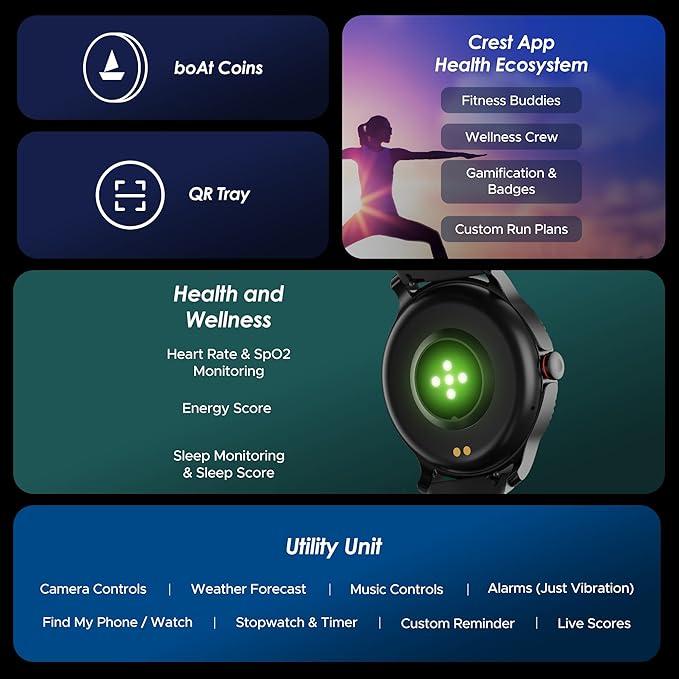 boAt Coins
QR Tray
Crest App
Health Ecosystem
Fitness Buddies
Wellness Crew
Gamification &
Badges
Custom Run Plans
Health and
Wellness
Heart Rate & SpO2
Monitoring
Energy Score
Sleep Monitoring
& Sleep Score
Utility Unit
Camera Controls | Weather Forecast | Music Controls | Alarms (Just Vibration)
Find My Phone / Watch | Stopwatch & Timer | Custom Reminder | Live Scores